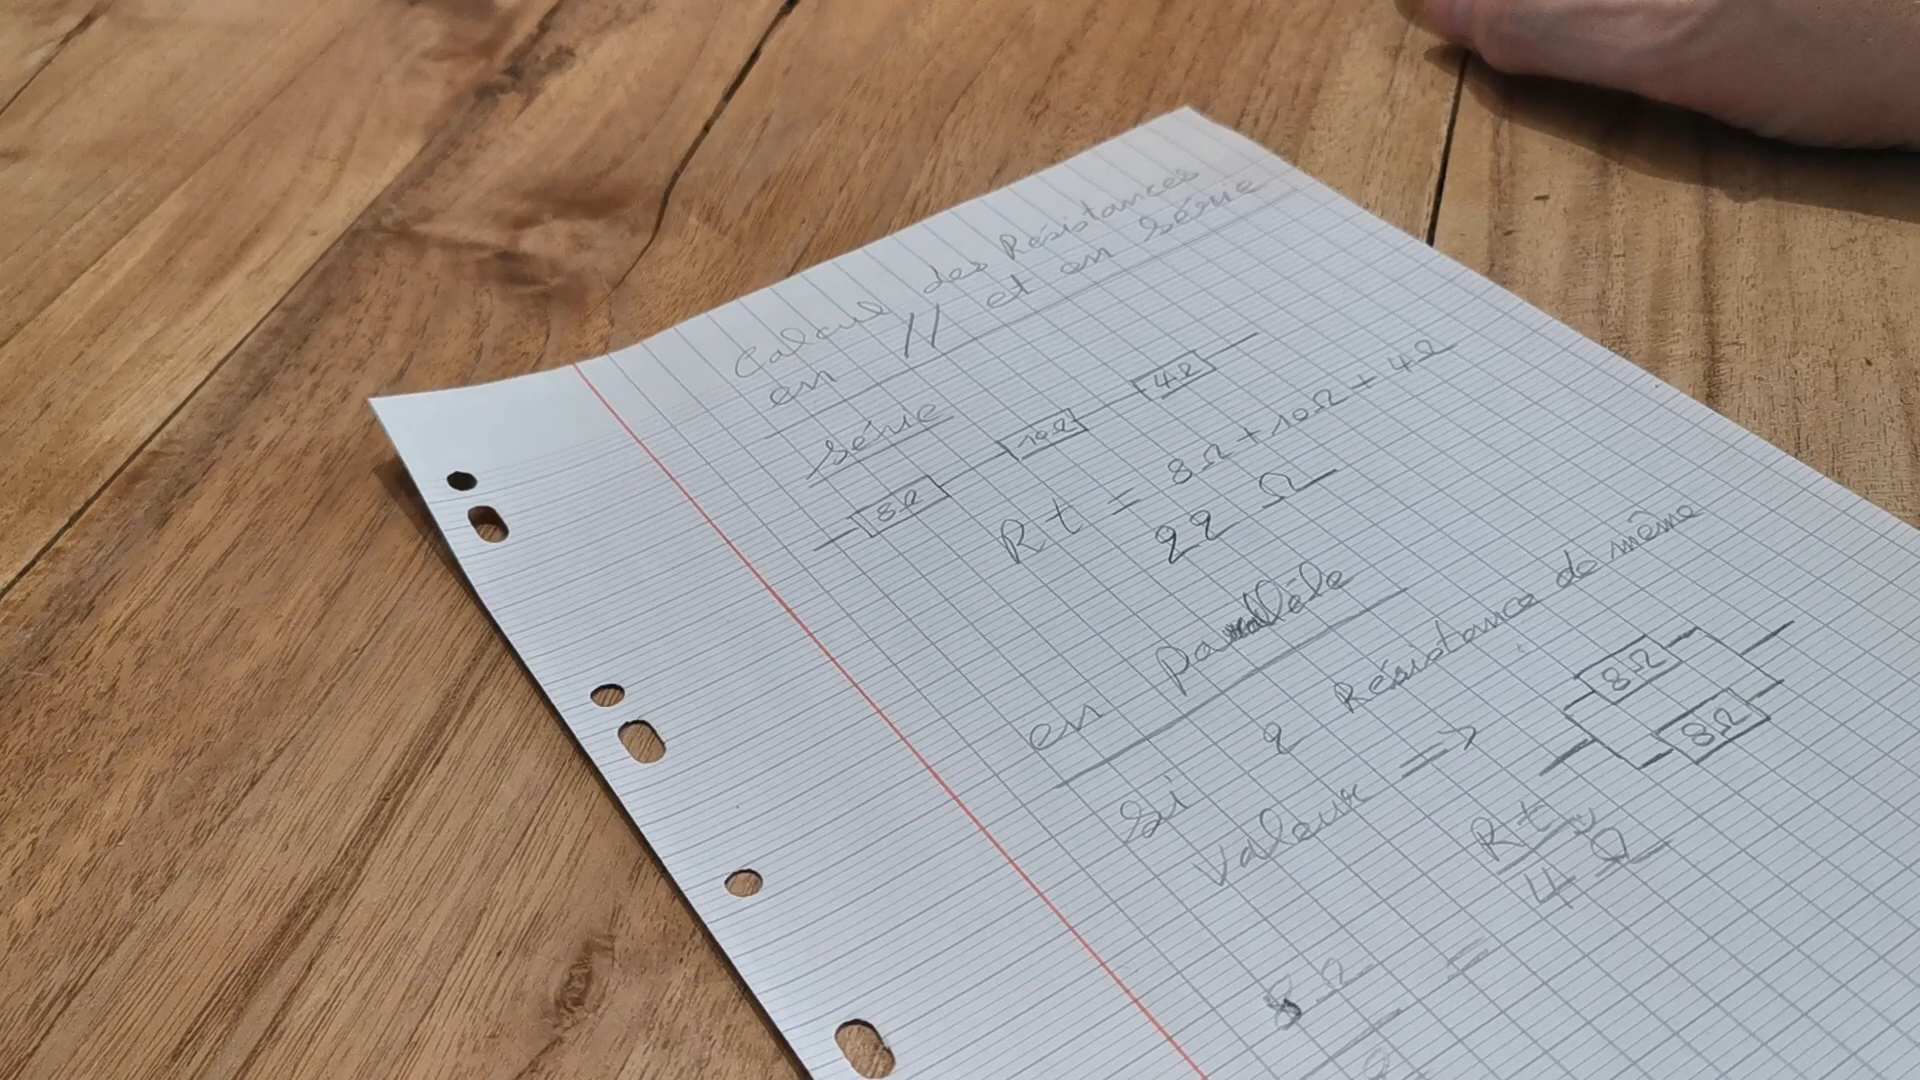 Calcul des Résistances
en // et en série
série
8Ω 10Ω 4Ω
Rt = 8Ω + 10Ω + 4Ω
22 Ω
en parallèle
Si 2 Résistance de même
valeur =>
8Ω
8Ω
Rt
4 Ω
8 Ω =